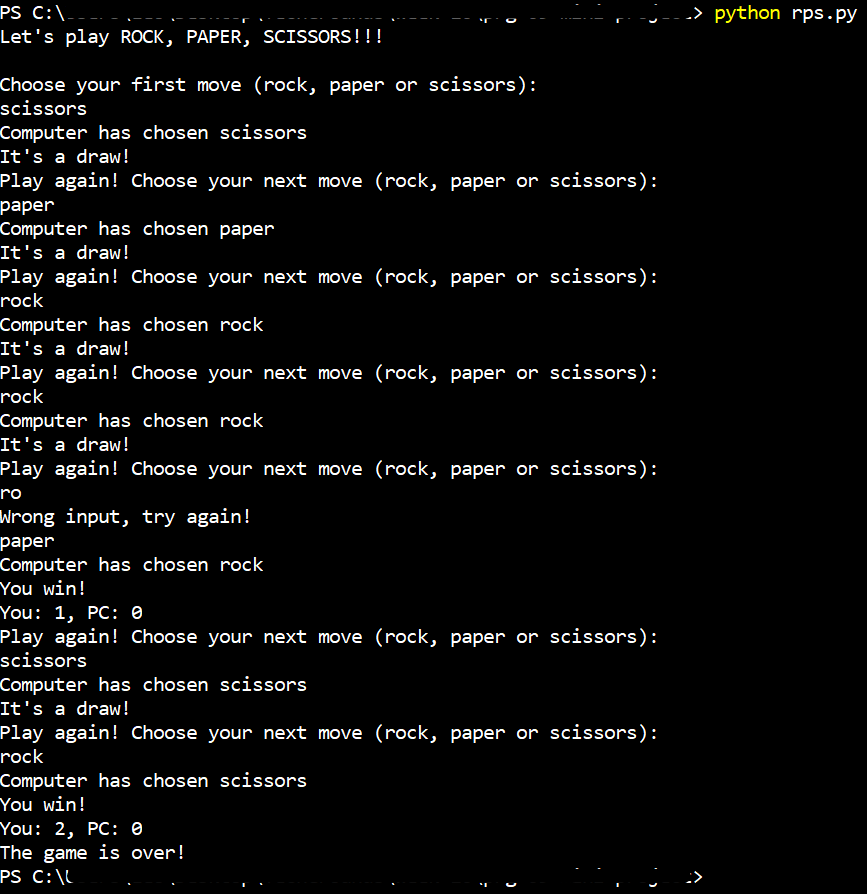 PS C:\ > python rps.py
Let's play ROCK, PAPER, SCISSORS!!!
Choose your first move (rock, paper or scissors):
scissors
Computer has chosen scissors
It's a draw!
Play again! Choose your next move (rock, paper or scissors):
paper
Computer has chosen paper
It's a draw!
Play again! Choose your next move (rock, paper or scissors):
rock
Computer has chosen rock
It's a draw!
Play again! Choose your next move (rock, paper or scissors):
rock
Computer has chosen rock
It's a draw!
Play again! Choose your next move (rock, paper or scissors):
ro
Wrong input, try again!
paper
Computer has chosen rock
You win!
You: 1, PC: 0
Play again! Choose your next move (rock, paper or scissors):
scissors
Computer has chosen scissors
It's a draw!
Play again! Choose your next move (rock, paper or scissors):
rock
Computer has chosen scissors
You win!
You: 2, PC: 0
The game is over!
PS C:\ >